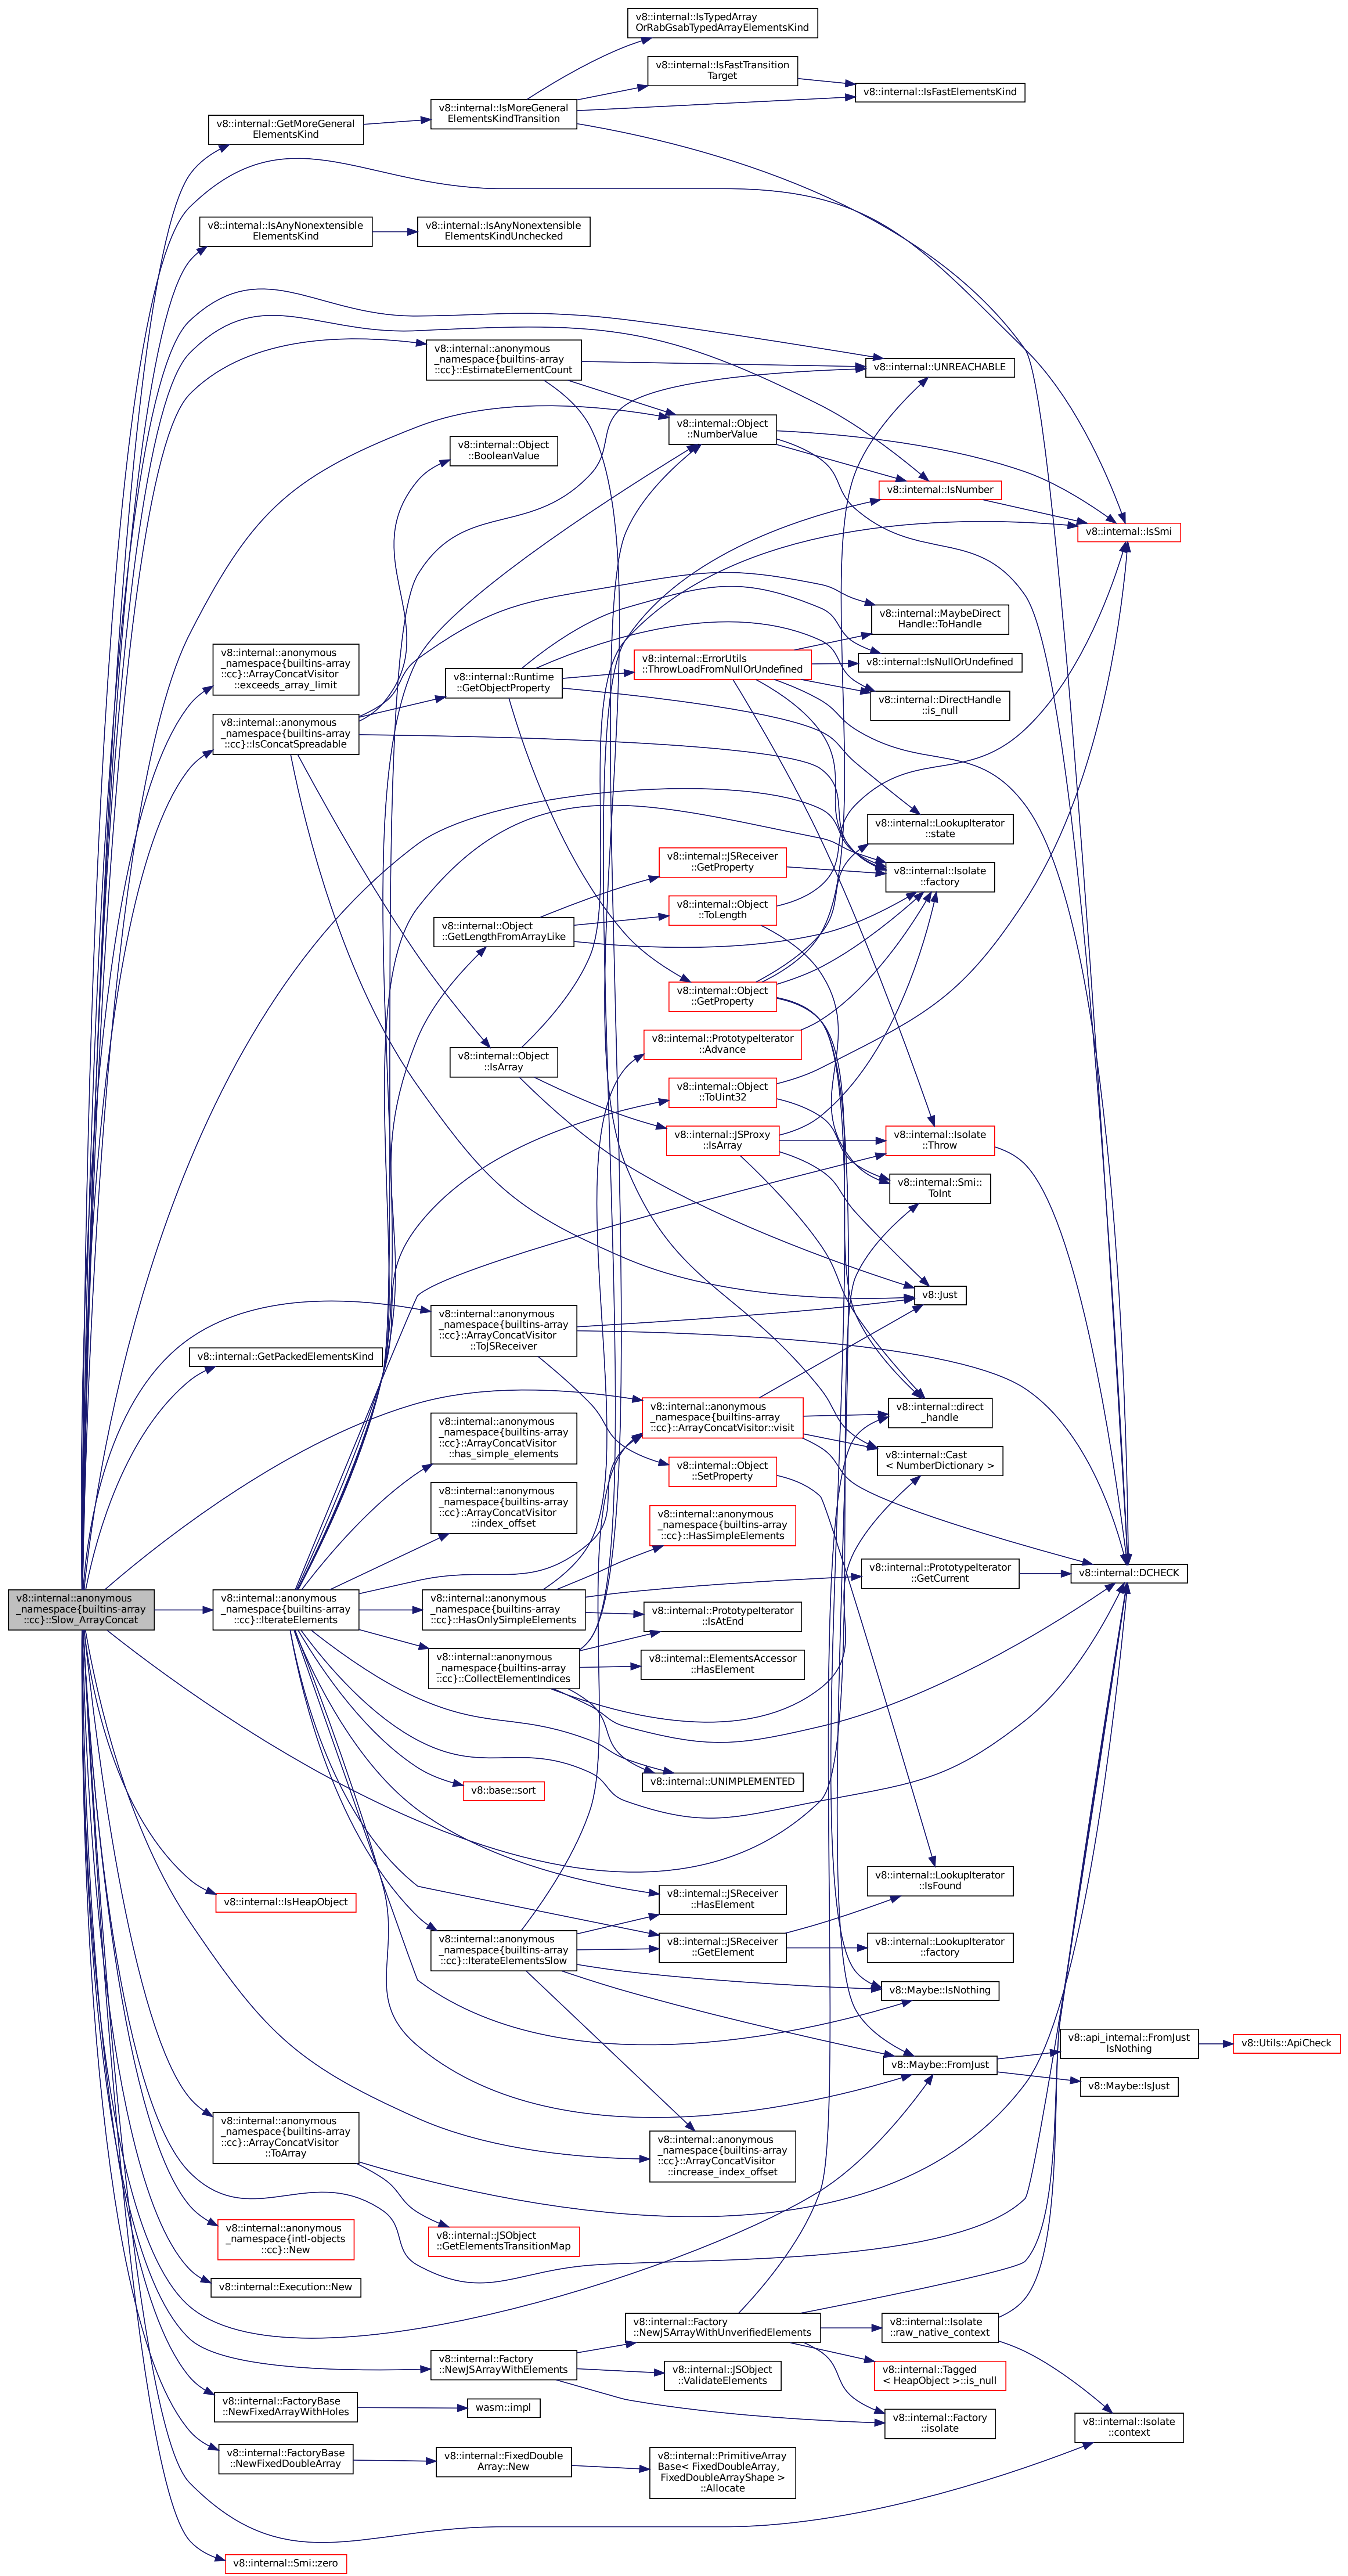 v8::internal::IsTypedArray
OrRabGsabTypedArrayElementsKind
v8::internal::IsFastTransition
Target
v8::internal::IsFastElementsKind
v8::internal::IsMoreGeneral
ElementsKindTransition
v8::internal::GetMoreGeneral
ElementsKind
v8::internal::IsAnyNonextensible
ElementsKind
v8::internal::IsAnyNonextensible
ElementsKindUnchecked
v8::internal::anonymous
_namespace{builtins-array
::cc}::EstimateElementCount
v8::internal::UNREACHABLE
v8::internal::Object
::NumberValue
v8::internal::Object
::BooleanValue
v8::internal::IsNumber
v8::internal::IsSmi
v8::internal::MaybeDirect
Handle::ToHandle
v8::internal::anonymous
_namespace{builtins-array
::cc}::ArrayConcatVisitor
::exceeds_array_limit
v8::internal::ErrorUtils
::ThrowLoadFromNullOrUndefined
v8::internal::IsNullOrUndefined
v8::internal::Runtime
::GetObjectProperty
v8::internal::DirectHandle
::is_null
v8::internal::anonymous
_namespace{builtins-array
::cc}::IsConcatSpreadable
v8::internal::LookupIterator
::state
v8::internal::JSReceiver
::GetProperty
v8::internal::Isolate
::factory
v8::internal::Object
::ToLength
v8::internal::Object
::GetLengthFromArrayLike
v8::internal::Object
::GetProperty
v8::internal::PrototypeIterator
::Advance
v8::internal::Object
::IsArray
v8::internal::Object
::ToUint32
v8::internal::JSProxy
::IsArray
v8::internal::Isolate
::Throw
v8::internal::Smi::
ToInt
v8::Just
v8::internal::anonymous
_namespace{builtins-array
::cc}::ArrayConcatVisitor
::ToJSReceiver
v8::internal::GetPackedElementsKind
v8::internal::anonymous
_namespace{builtins-array
::cc}::ArrayConcatVisitor::visit
v8::internal::direct
_handle
v8::internal::anonymous
_namespace{builtins-array
::cc}::ArrayConcatVisitor
::has_simple_elements
v8::internal::Cast
< NumberDictionary >
v8::internal::Object
::SetProperty
v8::internal::anonymous
_namespace{builtins-array
::cc}::ArrayConcatVisitor
::index_offset
v8::internal::anonymous
_namespace{builtins-array
::cc}::HasSimpleElements
v8::internal::PrototypeIterator
::GetCurrent
v8::internal::DCHECK
v8::internal::anonymous
_namespace{builtins-array
::cc}::Slow_ArrayConcat
v8::internal::anonymous
_namespace{builtins-array
::cc}::IterateElements
v8::internal::anonymous
_namespace{builtins-array
::cc}::HasOnlySimpleElements
v8::internal::PrototypeIterator
::IsAtEnd
v8::internal::anonymous
_namespace{builtins-array
::cc}::CollectElementIndices
v8::internal::ElementsAccessor
::HasElement
v8::internal::UNIMPLEMENTED
v8::base::sort
v8::internal::IsHeapObject
v8::internal::JSReceiver
::HasElement
v8::internal::LookupIterator
::IsFound
v8::internal::anonymous
_namespace{builtins-array
::cc}::IterateElementsSlow
v8::internal::JSReceiver
::GetElement
v8::internal::LookupIterator
::factory
v8::Maybe::IsNothing
v8::api_internal::FromJust
IsNothing
v8::Utils::ApiCheck
v8::Maybe::FromJust
v8::Maybe::IsJust
v8::internal::anonymous
_namespace{builtins-array
::cc}::ArrayConcatVisitor
::ToArray
v8::internal::anonymous
_namespace{builtins-array
::cc}::ArrayConcatVisitor
::increase_index_offset
v8::internal::anonymous
_namespace{intl-objects
::cc}::New
v8::internal::JSObject
::GetElementsTransitionMap
v8::internal::Execution::New
v8::internal::Factory
::NewJSArrayWithUnverifiedElements
v8::internal::Isolate
::raw_native_context
v8::internal::Factory
::NewJSArrayWithElements
v8::internal::JSObject
::ValidateElements
v8::internal::Tagged
< HeapObject >::is_null
v8::internal::FactoryBase
::NewFixedArrayWithHoles
wasm::impl
v8::internal::Factory
::isolate
v8::internal::Isolate
::context
v8::internal::FactoryBase
::NewFixedDoubleArray
v8::internal::FixedDouble
Array::New
v8::internal::PrimitiveArray
Base< FixedDoubleArray,
FixedDoubleArrayShape >
::Allocate
v8::internal::Smi::zero